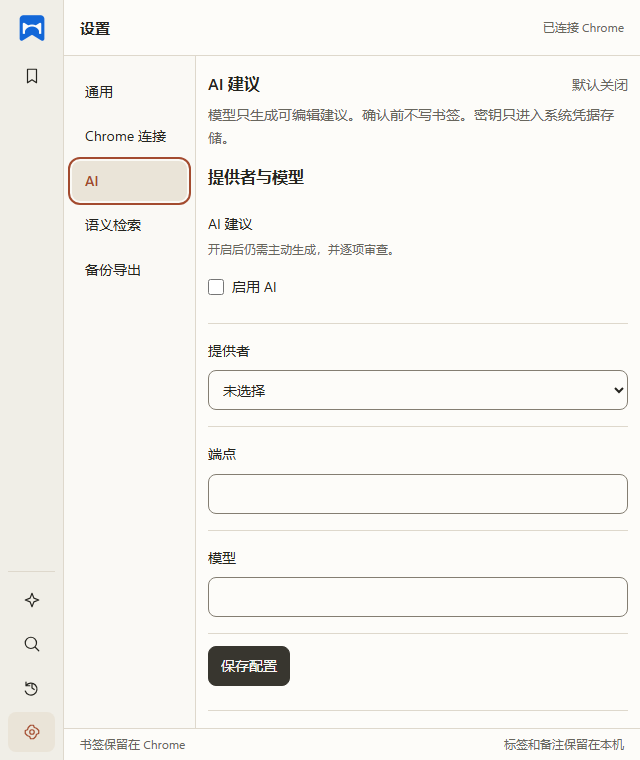 设置
已连接 Chrome
通用
Chrome 连接
AI
语义检索
备份导出
AI 建议
默认关闭
模型只生成可编辑建议。确认前不写书签。密钥只进入系统凭据存
储。
提供者与模型
AI 建议
开启后仍需主动生成，并逐项审查。
启用 AI
提供者
未选择
端点
模型
保存配置
书签保留在 Chrome
标签和备注保留在本机